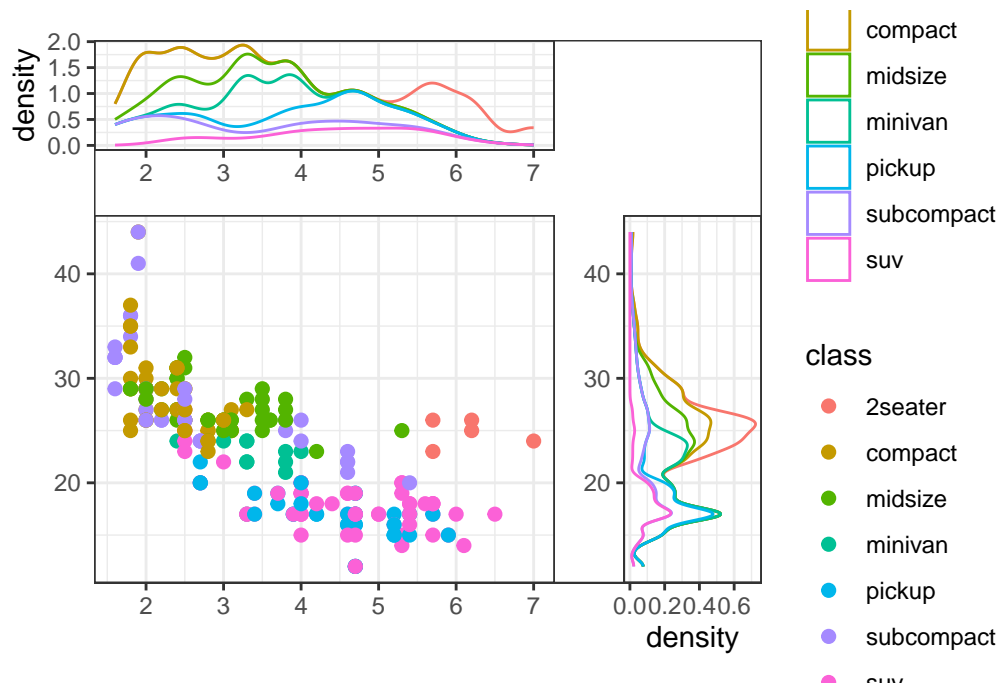 density
2.0
1.5
1.0
0.5
0.0
2 3 4 5 6 7
40
30
20
2 3 4 5 6 7
40
30
20
0.00.20.40.6
density
compact
midsize
minivan
pickup
subcompact
suv
class
2seater
compact
midsize
minivan
pickup
subcompact
suv